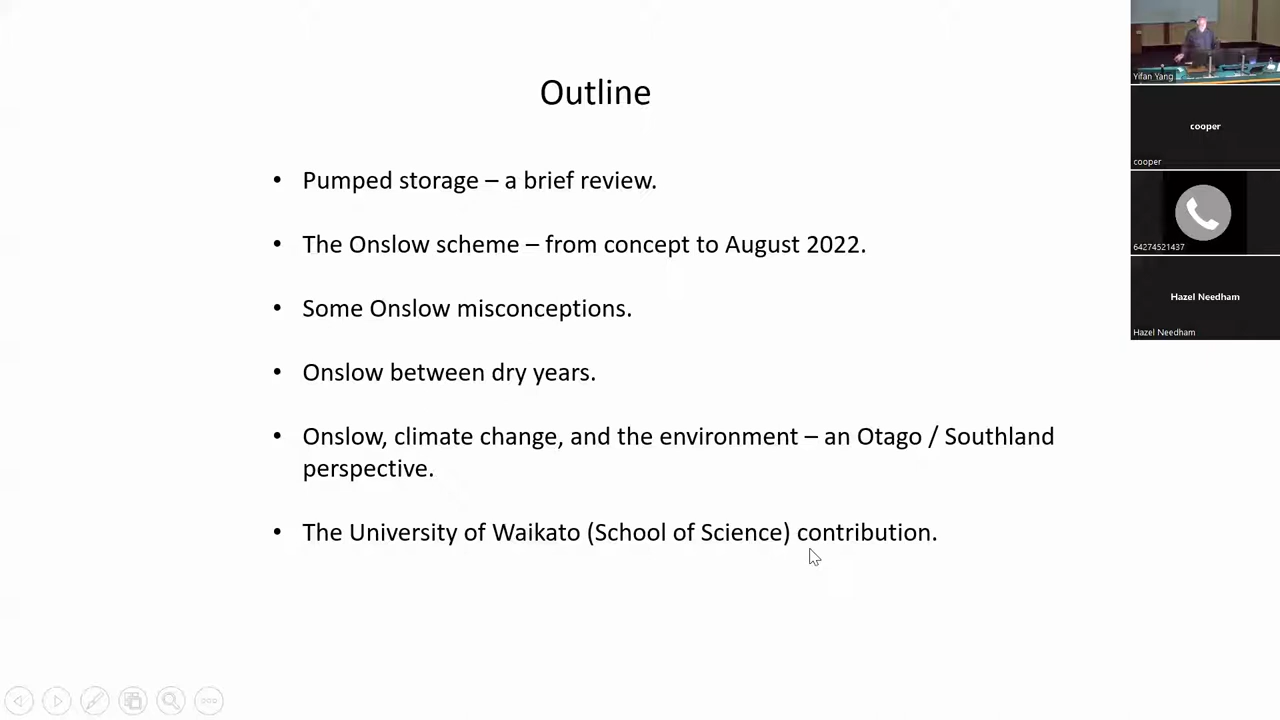 Outline
• Pumped storage – a brief review.
• The Onslow scheme – from concept to August 2022.
• Some Onslow misconceptions.
• Onslow between dry years.
• Onslow, climate change, and the environment – an Otago / Southland
perspective.
• The University of Waikato (School of Science) contribution.
Yifan Yang
cooper
cooper
64274521437
Hazel Needham
Hazel Needham